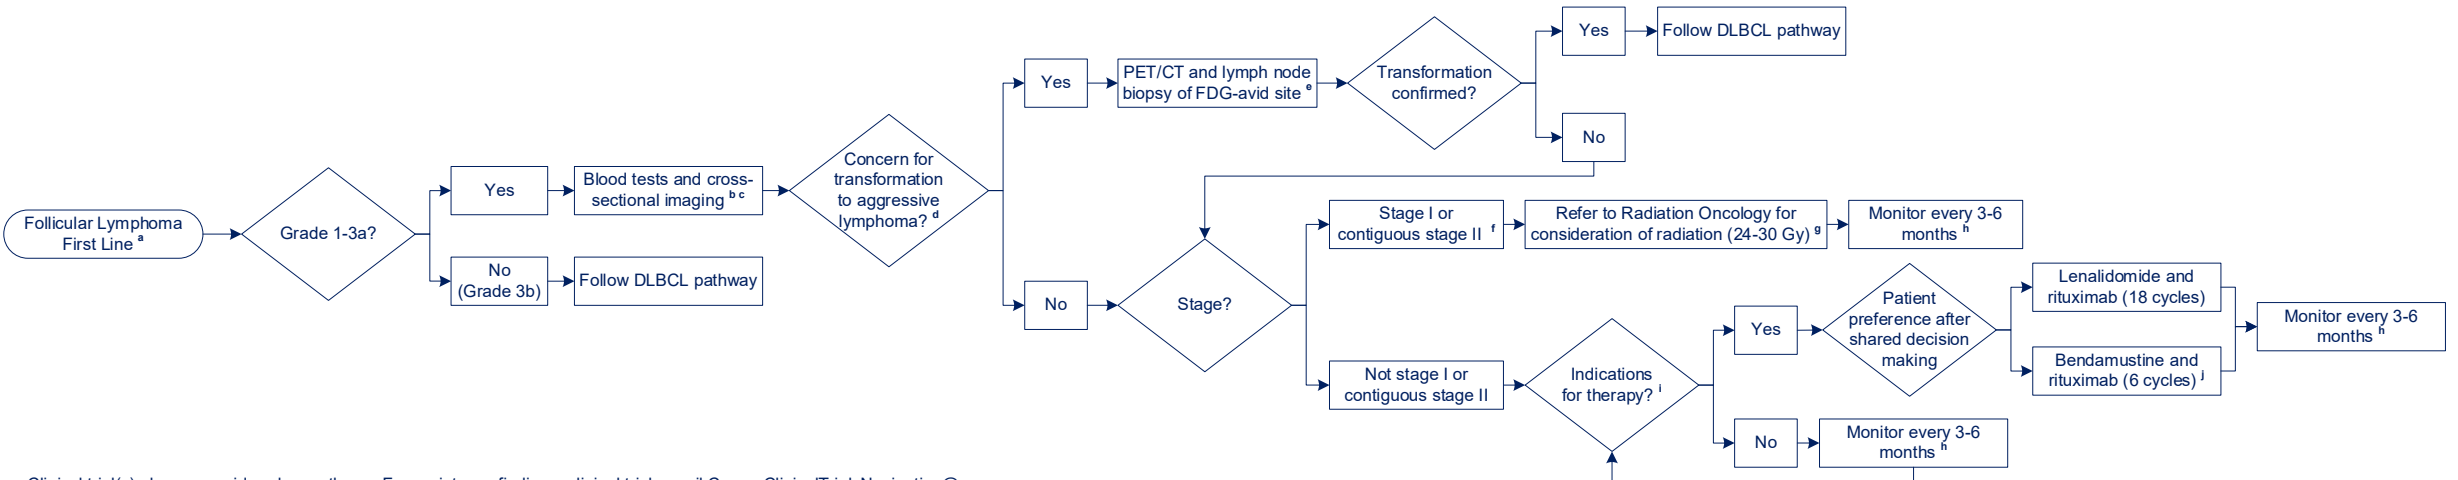 Follicular Lymphoma
First Line a
Grade 1-3a?
Yes
Blood tests and cross-
sectional imaging b c
No
(Grade 3b)
Follow DLBCL pathway
Concern for
transformation
to aggressive
lymphoma? d
Yes
PET/CT and lymph node
biopsy of FDG-avid site e
Transformation
confirmed?
Yes
Follow DLBCL pathway
No
No
Stage?
Stage I or
contiguous stage II f
Refer to Radiation Oncology for
consideration of radiation (24-30 Gy) g
Monitor every 3-6
months h
Not stage I or
contiguous stage II
Indications
for therapy? i
Yes
Patient
preference after
shared decision
making
Lenalidomide and
rituximab (18 cycles)
Bendamustine and
rituximab (6 cycles) j
Monitor every 3-6
months h
No
Monitor every 3-6
months h